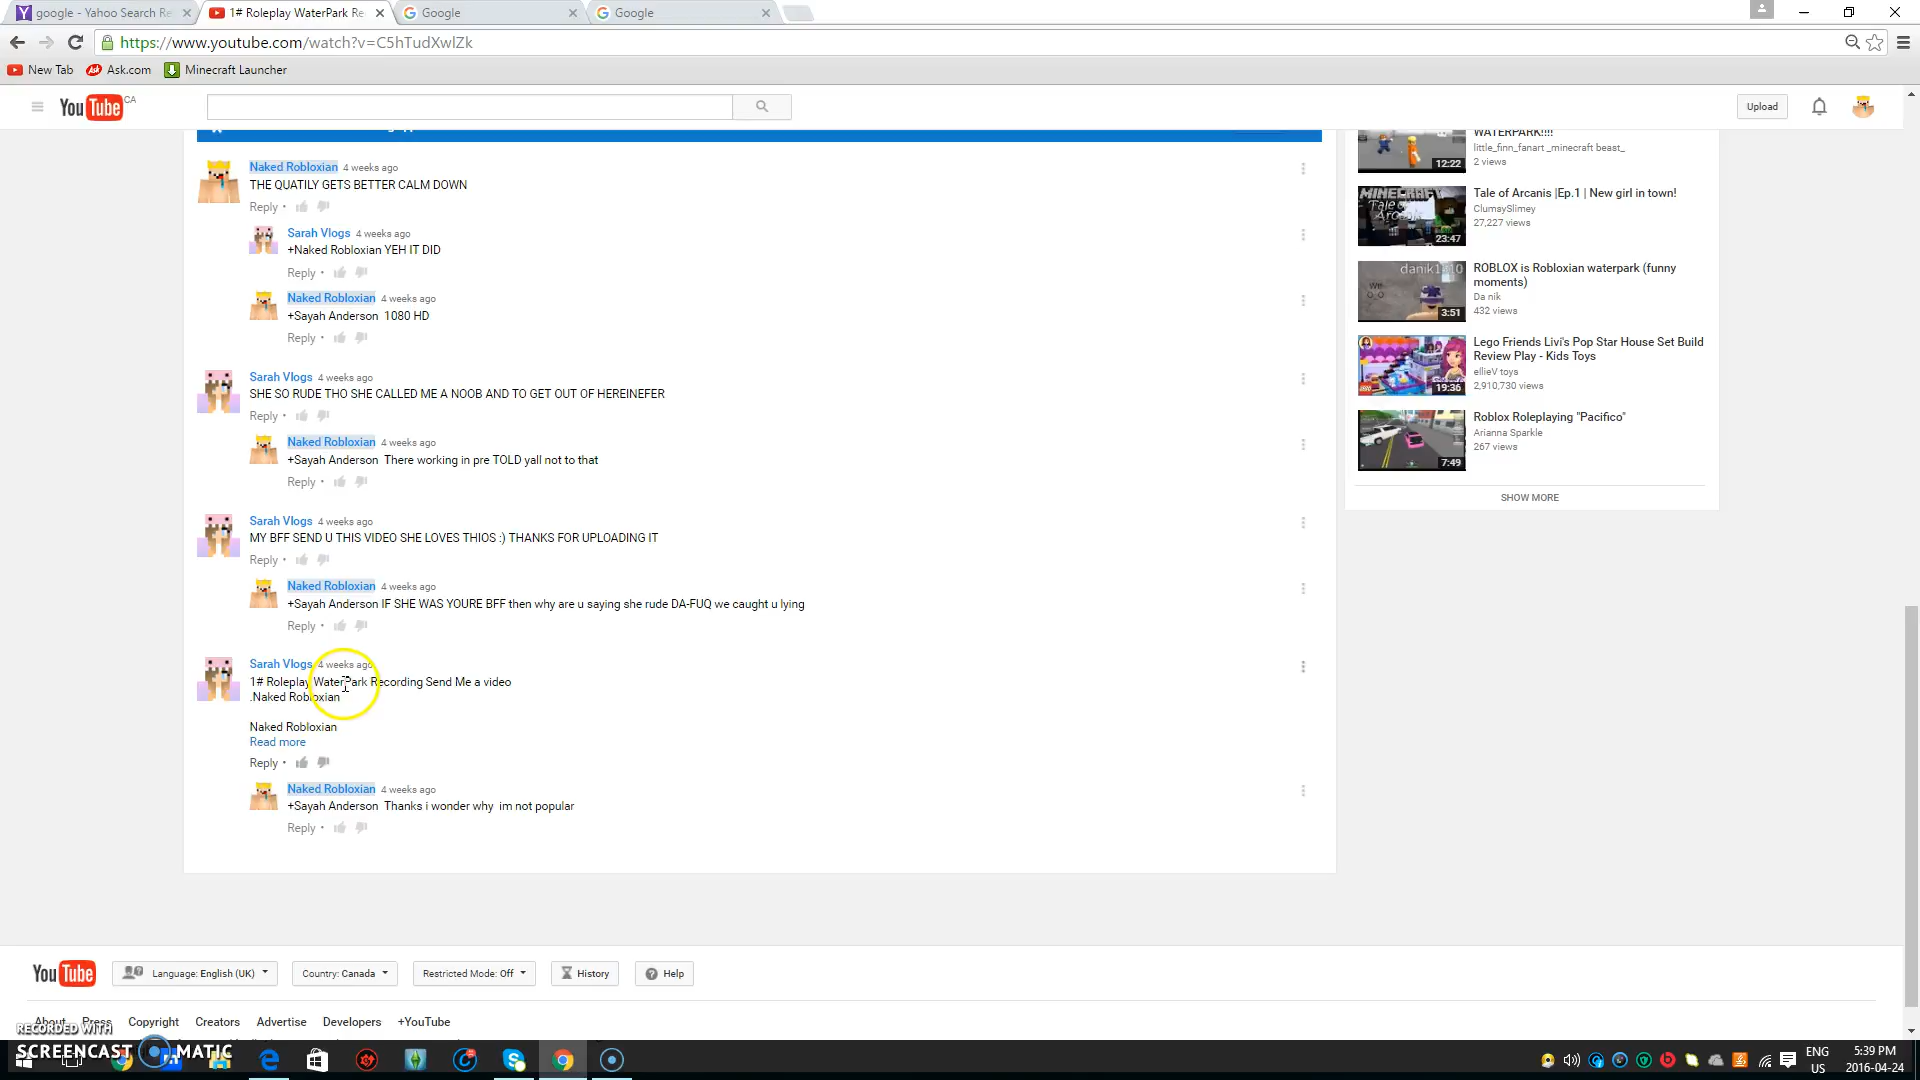 google - Yahoo Search Re
1# Roleplay WaterPark Re
Google
Google
https://www.youtube.com/watch?v=C5hTudXwlZk
New Tab
Ask.com
Minecraft Launcher
YouTube CA
Upload
Naked Robloxian 4 weeks ago
THE QUATILY GETS BETTER CALM DOWN
Reply •
Sarah Vlogs 4 weeks ago
+Naked Robloxian YEH IT DID
Reply •
Naked Robloxian 4 weeks ago
+Sayah Anderson 1080 HD
Reply •
Sarah Vlogs 4 weeks ago
SHE SO RUDE THO SHE CALLED ME A NOOB AND TO GET OUT OF HEREINEFER
Reply •
Naked Robloxian 4 weeks ago
+Sayah Anderson There working in pre TOLD yall not to that
Reply •
Sarah Vlogs 4 weeks ago
MY BFF SEND U THIS VIDEO SHE LOVES THIOS :) THANKS FOR UPLOADING IT
Reply •
Naked Robloxian 4 weeks ago
+Sayah Anderson IF SHE WAS YOURE BFF then why are u saying she rude DA-FUQ we caught u lying
Reply •
Sarah Vlogs 4 weeks ago
1# Roleplay WaterPark Recording Send Me a video
.Naked Robloxian
Naked Robloxian
Read more
Reply •
Naked Robloxian 4 weeks ago
+Sayah Anderson Thanks i wonder why im not popular
Reply •
WATERPARK!!!!
little_finn_fanart _minecraft beast_
2 views
12:22
Tale of Arcanis |Ep.1 | New girl in town!
ClumsySlimey
27,227 views
MINECRAFT
Tale of
23:47
ROBLOX is Robloxian waterpark (funny
moments)
Da nik
432 views
danik1310
3:51
Lego Friends Livi's Pop Star House Set Build
Review Play - Kids Toys
ellieV toys
2,910,730 views
19:36
Roblox Roleplaying "Pacifico"
Arianna Sparkle
267 views
7:49
SHOW MORE
YouTube
Language: English (UK)
Country: Canada
Restricted Mode: Off
History
Help
About
Press
Copyright
Creators
Advertise
Developers
+YouTube
RECORDED WITH
SCREENCAST MATIC
ENG
US
5:39 PM
2016-04-24